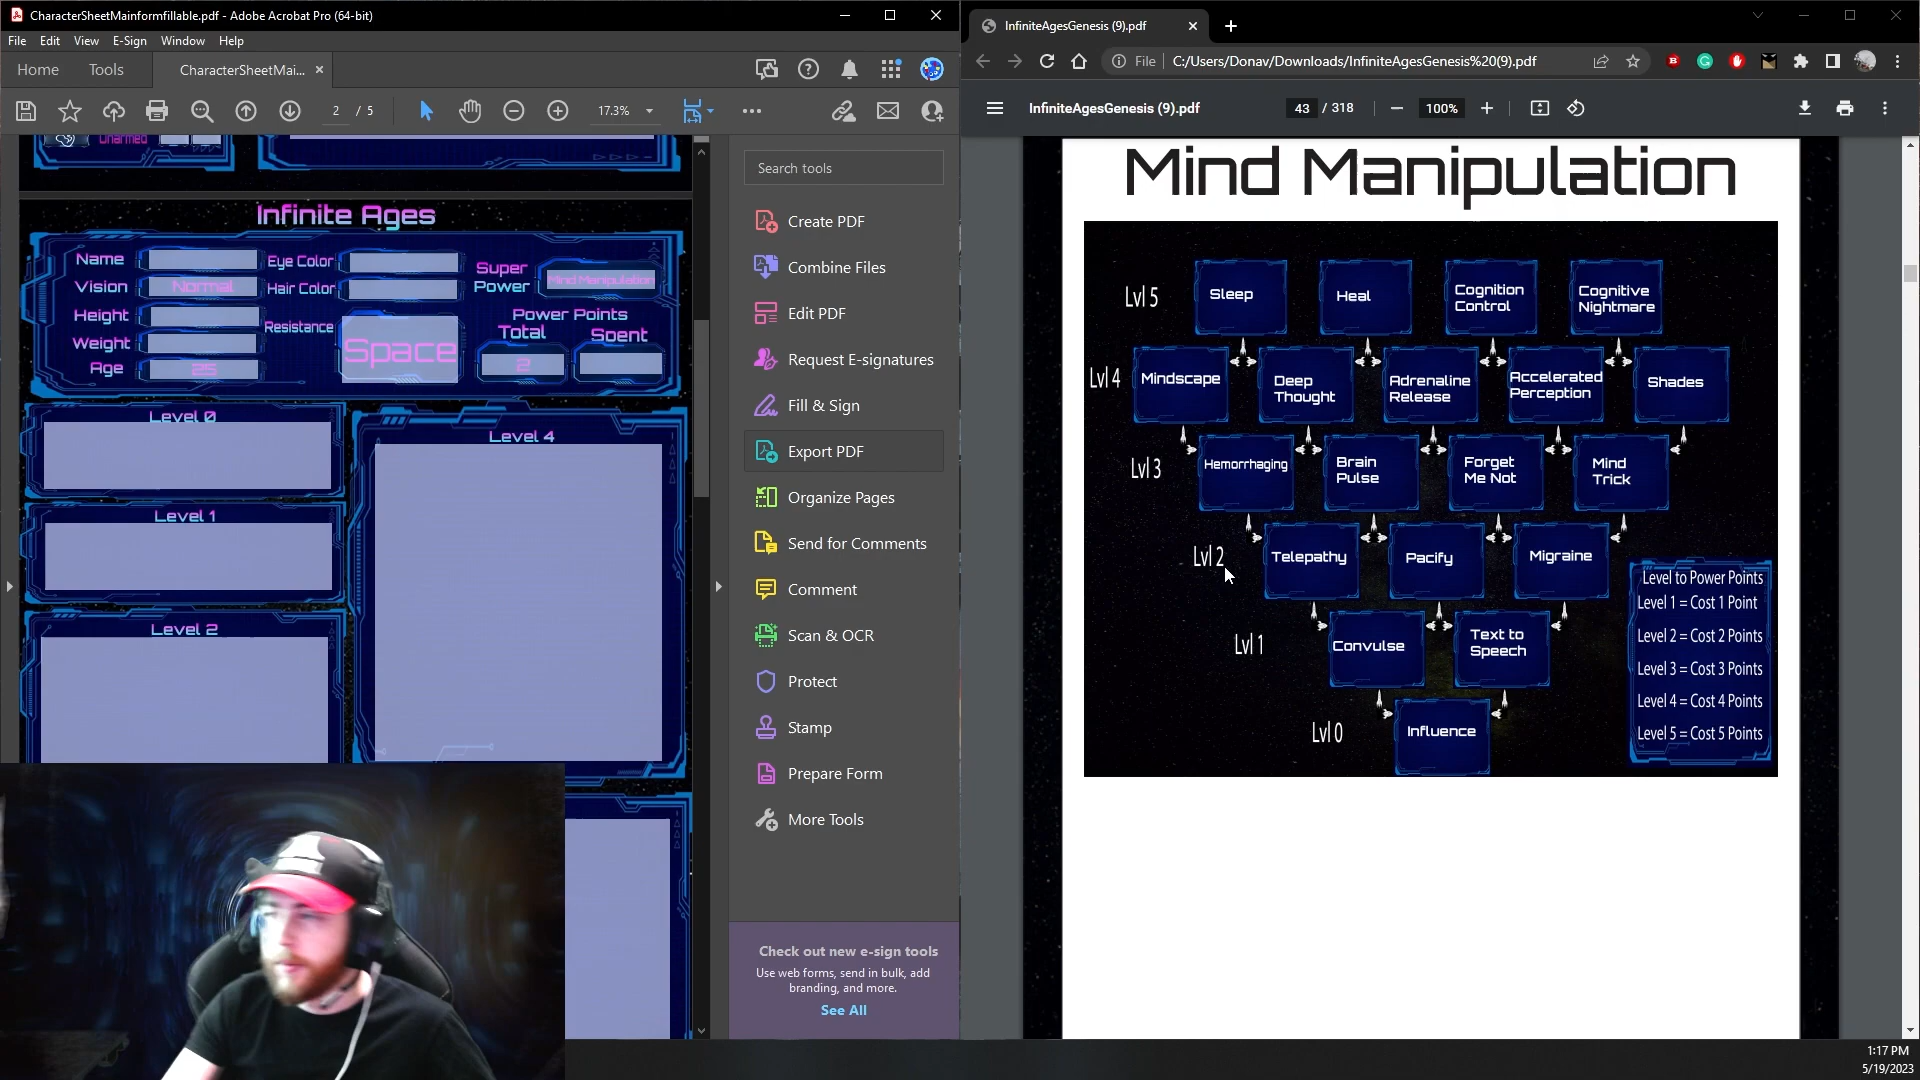 CharacterSheetMainformfillable.pdf - Adobe Acrobat Pro (64-bit)
File Edit View E-Sign Window Help
Home Tools CharacterSheetMai...
2 / 5 17.3%
Unarmed
Infinite Ages
Name Eye Color
Vision Normal Hair Color
Super Power Mind Manipulation
Height Resistance Space
Weight
Age 25
Power Points
Total Spent
2
Level 0
Level 1
Level 2
Level 4
Search tools
Create PDF
Combine Files
Edit PDF
Request E-signatures
Fill & Sign
Export PDF
Organize Pages
Send for Comments
Comment
Scan & OCR
Protect
Stamp
Prepare Form
More Tools
Check out new e-sign tools
Use web forms, send in bulk, add
branding, and more.
See All
InfiniteAgesGenesis (9).pdf
File C:/Users/Donav/Downloads/InfiniteAgesGenesis%20(9).pdf
InfiniteAgesGenesis (9).pdf 43 / 318 100%
Mind Manipulation
Lvl 5 Sleep Heal Cognition Control Cognitive Nightmare
Lvl 4 Mindscape Deep Thought Adrenaline Release Accelerated Perception Shades
Lvl 3 Hemorrhaging Brain Pulse Forget Me Not Mind Trick
Lvl 2 Telepathy Pacify Migraine
Lvl 1 Convulse Text to Speech
Lvl 0 Influence
Level to Power Points
Level 1 = Cost 1 Point
Level 2 = Cost 2 Points
Level 3 = Cost 3 Points
Level 4 = Cost 4 Points
Level 5 = Cost 5 Points
1:17 PM
5/19/2023